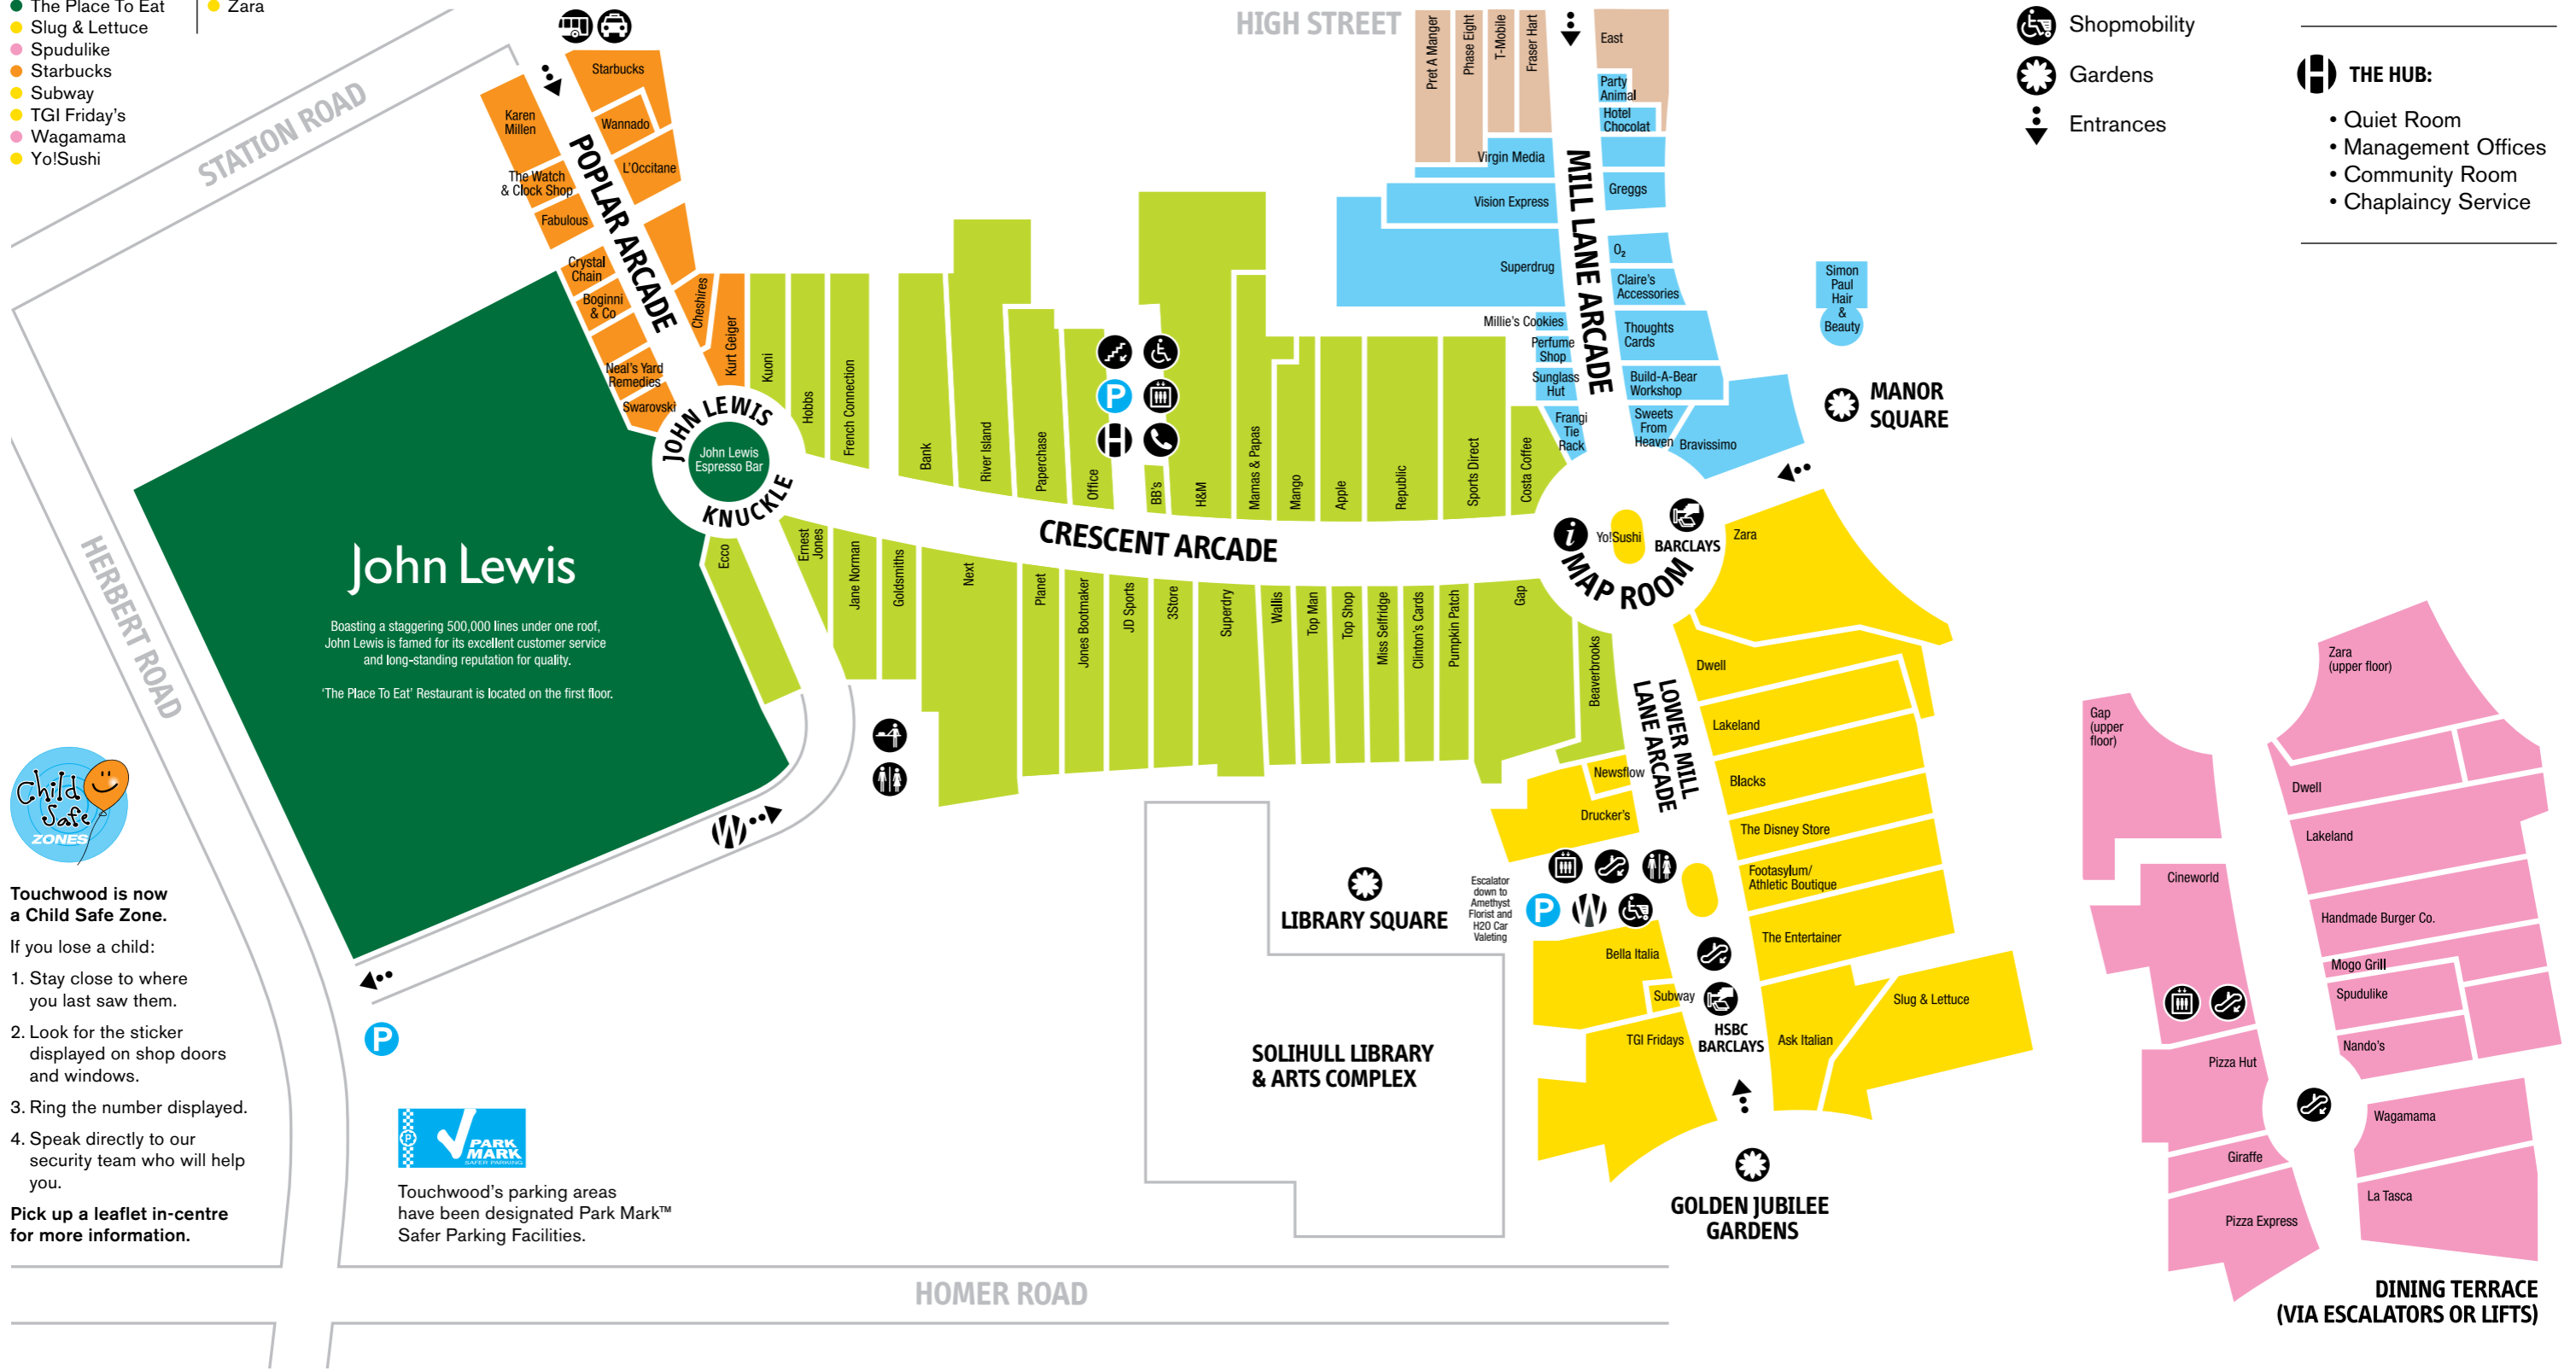 The Place To Eat
Slug & Lettuce
Spudulike
Starbucks
Subway
TGI Friday's
Wagamama
Yo!Sushi
Zara
STATION ROAD
HERBERT ROAD
HIGH STREET
HOMER ROAD
Karen
Millen
The Watch
& Clock Shop
Fabulous
Crystal
Chain
Boginni
& Co
Neal's Yard
Remedies
Swarovski
POPLAR ARCADE
Starbucks
Wannado
L'Occitane
Cheshires
Kurt Geiger
JOHN LEWIS
KNUCKLE
John Lewis
Espresso Bar
John Lewis
Boasting a staggering 500,000 lines under one roof,
John Lewis is famed for its excellent customer service
and long-standing reputation for quality.
'The Place To Eat' Restaurant is located on the first floor.
Kuoni
Hobbs
French Connection
Bank
River Island
Paperchase
Office
P
H
BB's
H&M
Mamas & Papas
Mango
Apple
Republic
Sports Direct
Costa Coffee
CRESCENT ARCADE
Ecco
Ernest
Jones
Jane Norman
Goldsmiths
Next
Planet
Jones Bootmaker
JD Sports
3Store
Superdry
Wallis
Top Man
Top Shop
Miss Selfridge
Clinton's Cards
Pumpkin Patch
Gap
Beaverbrooks
Pret A Manger
Phase Eight
T-Mobile
Fraser Hart
East
Party
Animal
Hotel
Chocolat
Virgin Media
Greggs
Vision Express
O2
Superdrug
Claire's
Accessories
Millie's Cookies
Thoughts
Cards
Perfume
Shop
Sunglass
Hut
Build-A-Bear
Workshop
Frangi
Tie
Rack
Sweets
From
Heaven
Bravissimo
MILL LANE ARCADE
Simon
Paul
Hair
&
Beauty
MANOR
SQUARE
i
Yo!Sushi
BARCLAYS
MAP ROOM
Zara
Dwell
Lakeland
Blacks
The Disney Store
Footasylum/
Athletic Boutique
The Entertainer
Ask Italian
Slug & Lettuce
LOWER MILL
LANE ARCADE
Newsflow
Drucker's
Escalator
down to
Amethyst
Florist and
H20 Car
Valeting
P
W
Bella Italia
Subway
TGI Fridays
HSBC
BARCLAYS
GOLDEN JUBILEE
GARDENS
LIBRARY SQUARE
SOLIHULL LIBRARY
& ARTS COMPLEX
W
P
Child
Safe
ZONES
Touchwood is now
a Child Safe Zone.
If you lose a child:
1. Stay close to where
you last saw them.
2. Look for the sticker
displayed on shop doors
and windows.
3. Ring the number displayed.
4. Speak directly to our
security team who will help
you.
Pick up a leaflet in-centre
for more information.
P
PARK
MARK
SAFER PARKING
Touchwood's parking areas
have been designated Park Mark™
Safer Parking Facilities.
Shopmobility
Gardens
Entrances
H THE HUB:
• Quiet Room
• Management Offices
• Community Room
• Chaplaincy Service
Zara
(upper floor)
Gap
(upper
floor)
Dwell
Lakeland
Cineworld
Handmade Burger Co.
Mogo Grill
Spudulike
Nando's
Pizza Hut
Wagamama
Giraffe
La Tasca
Pizza Express
DINING TERRACE
(VIA ESCALATORS OR LIFTS)